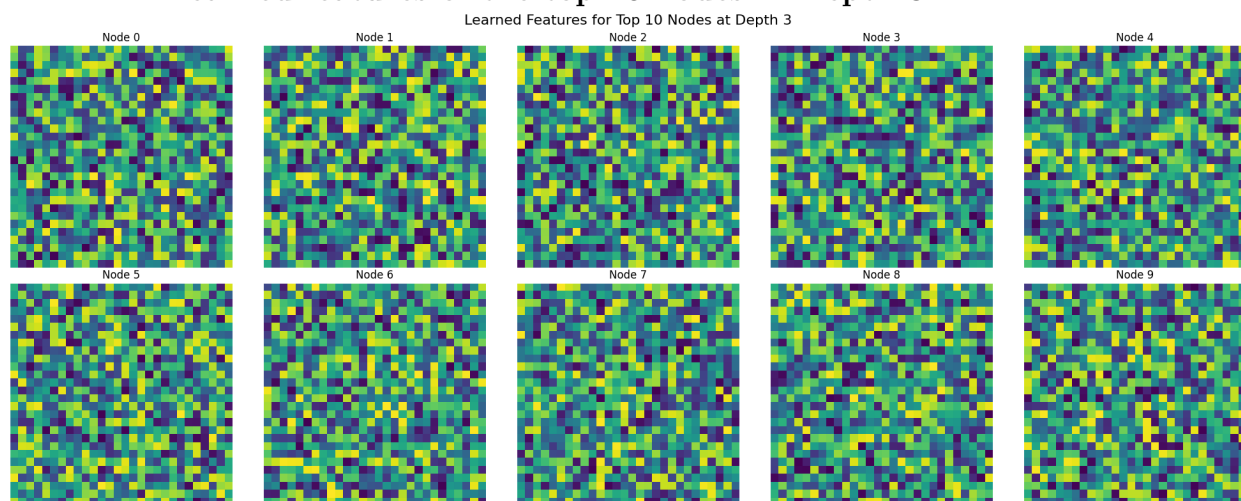 Learned Features for Top 10 Nodes at Depth 3
Node 0 Node 1 Node 2 Node 3 Node 4
Node 5 Node 6 Node 7 Node 8 Node 9